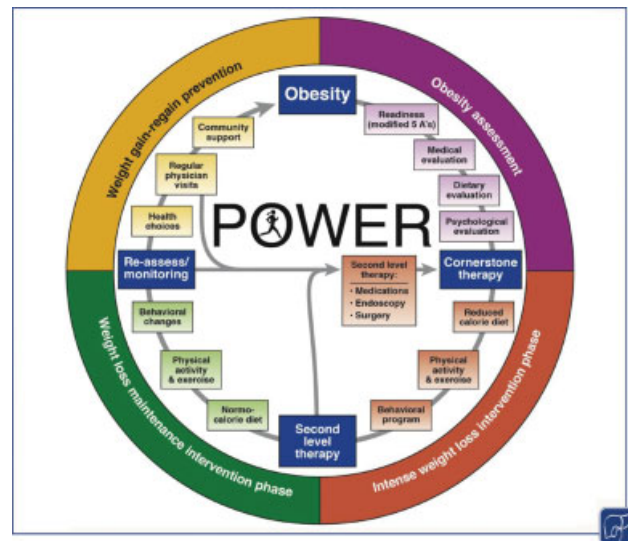 Weight gain-regain prevention
Obesity assessment
Obesity
Readiness
(modified 5 A's)
Medical
evaluation
Dietary
evaluation
Psychological
evaluation
Community
support
Regular
physician
visits
Health
choices
POWER
Re-assess/
monitoring
Second level
therapy:
• Medications
• Endoscopy
• Surgery
Cornerstone
therapy
Behavioral
changes
Physical
activity
& exercise
Normo-
calorie diet
Second
level
therapy
Reduced
calorie diet
Physical
activity
& exercise
Behavioral
program
Weight loss maintenance intervention phase
Intense weight loss intervention phase